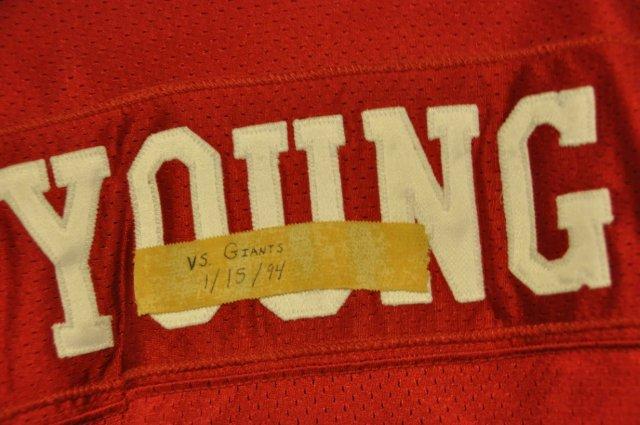 YOUNG
VS. GIANTS
1/15/94